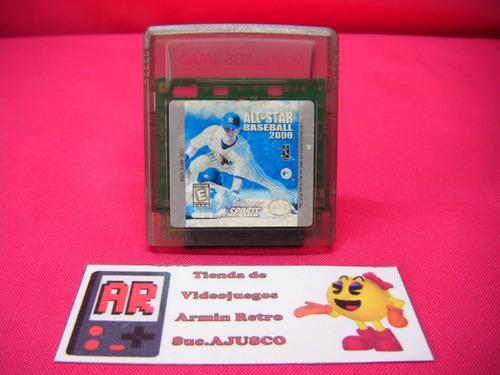 GAME BOY COLOR
ALL-STAR
BASEBALL
2000
E
SPORTS
AR
Tienda de
Videojuegos
Armin Retro
Suc.AJUSCO